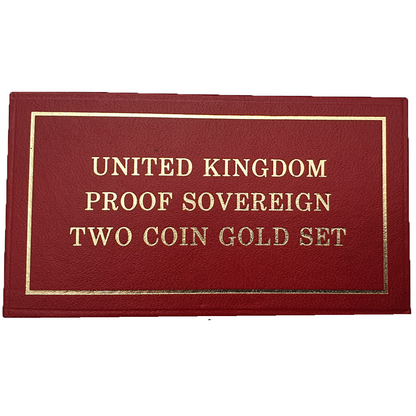 UNITED KINGDOM
PROOF SOVEREIGN
TWO COIN GOLD SET